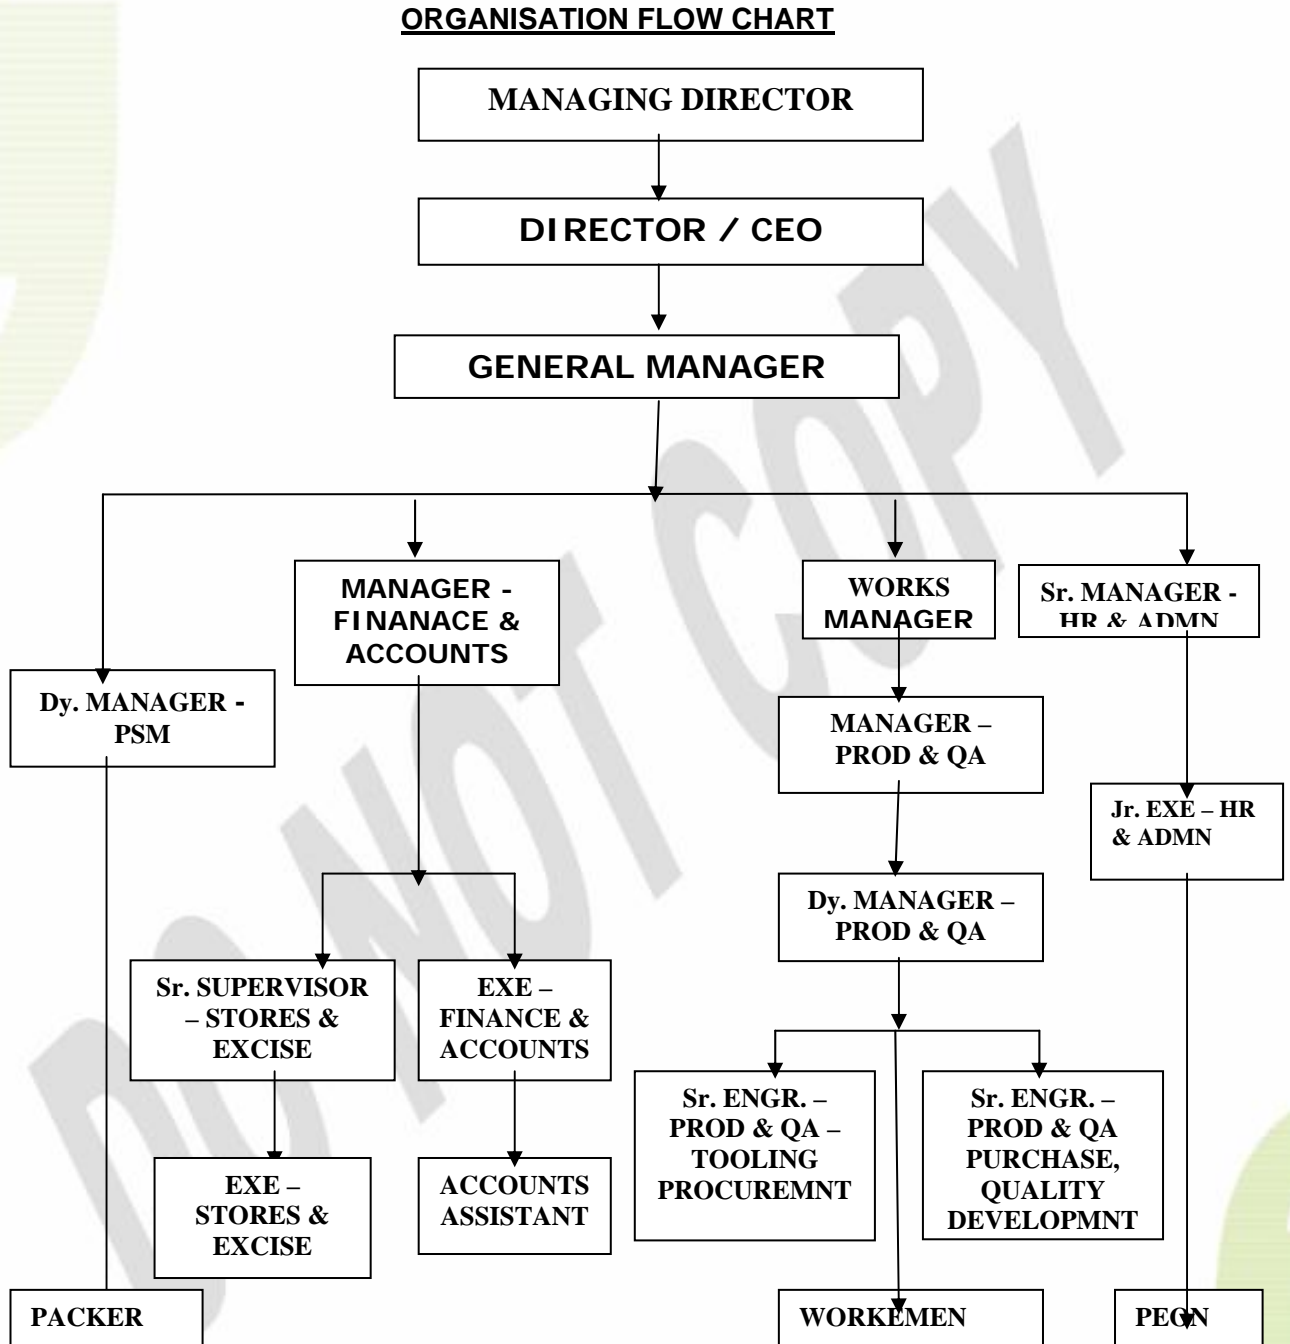 ORGANISATION FLOW CHART
MANAGING DIRECTOR
DIRECTOR / CEO
GENERAL MANAGER
MANAGER -
FINANACE &
ACCOUNTS
WORKS
MANAGER
Sr. MANAGER -
HR & ADMN
Dy. MANAGER -
PSM
MANAGER –
PROD & QA
Jr. EXE – HR
& ADMN
Dy. MANAGER –
PROD & QA
Sr. SUPERVISOR
– STORES &
EXCISE
EXE –
FINANCE &
ACCOUNTS
Sr. ENGR. –
PROD & QA –
TOOLING
PROCUREMNT
Sr. ENGR. –
PROD & QA
PURCHASE,
QUALITY
DEVELOPMNT
EXE –
STORES &
EXCISE
ACCOUNTS
ASSISTANT
PACKER
WORKEMEN
PEON
DO NOT COPY